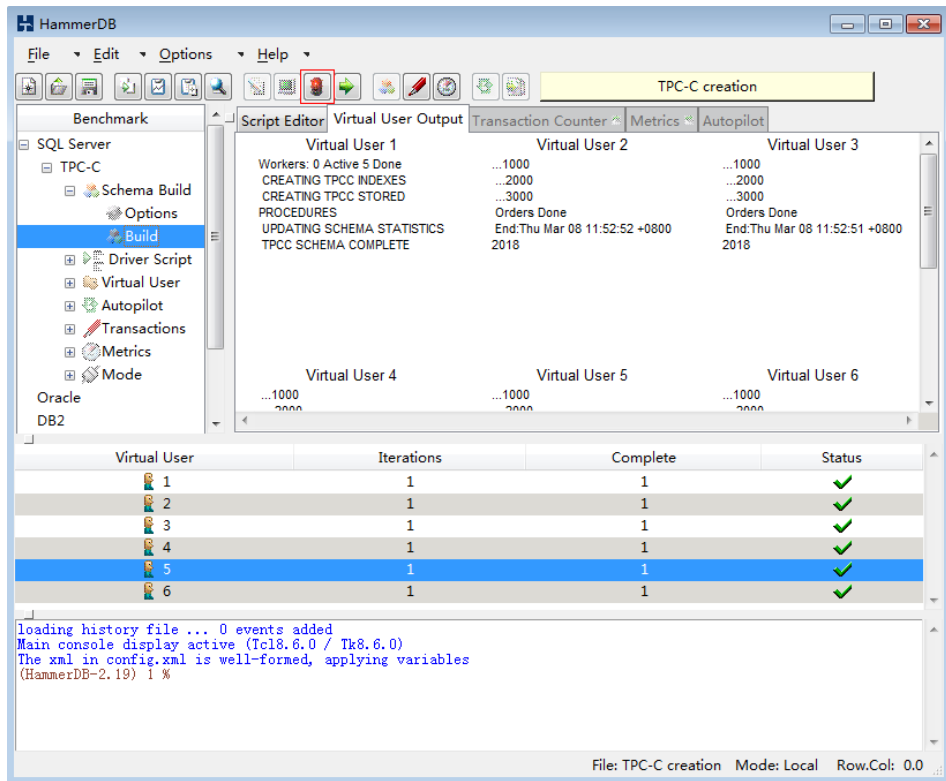 HammerDB
File Edit Options Help
TPC-C creation
Benchmark
SQL Server
TPC-C
Schema Build
Options
Build
Driver Script
Virtual User
Autopilot
Transactions
Metrics
Mode
Oracle
DB2
Script Editor Virtual User Output Transaction Counter Metrics Autopilot
Virtual User 1
Workers: 0 Active 5 Done
CREATING TPCC INDEXES
CREATING TPCC STORED
PROCEDURES
UPDATING SCHEMA STATISTICS
TPCC SCHEMA COMPLETE
Virtual User 2
...1000
...2000
...3000
Orders Done
End:Thu Mar 08 11:52:52 +0800
2018
Virtual User 3
...1000
...2000
...3000
Orders Done
End:Thu Mar 08 11:52:51 +0800
2018
Virtual User 4
...1000
...2000
Virtual User 5
...1000
...2000
Virtual User 6
...1000
...2000
Virtual User Iterations Complete Status
1 1 1
2 1 1
3 1 1
4 1 1
5 1 1
6 1 1
loading history file ... 0 events added
Main console display active (Tcl8.6.0 / Tk8.6.0)
The xml in config.xml is well-formed, applying variables
(HammerDB-2.19) 1 %
File: TPC-C creation Mode: Local Row.Col: 0.0